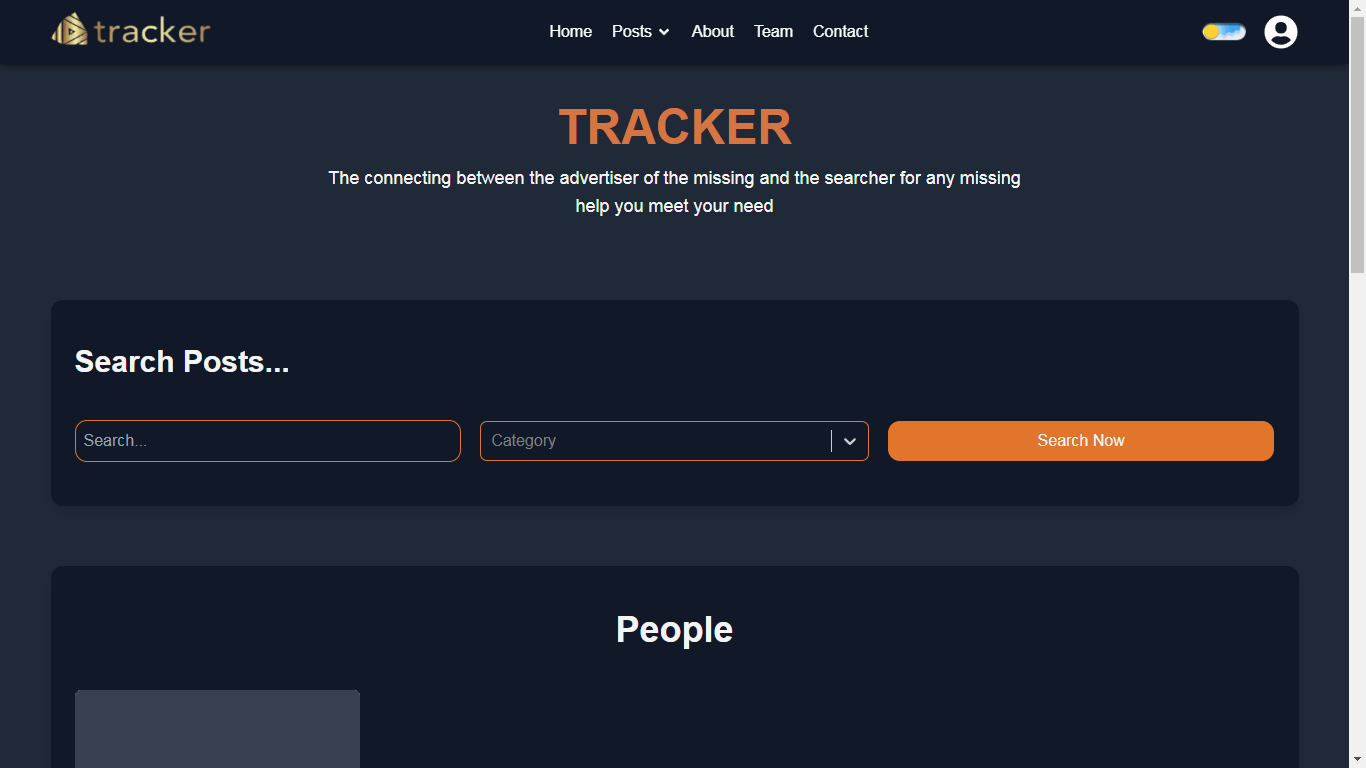 tracker
Home Posts About Team Contact
TRACKER
The connecting between the advertiser of the missing and the searcher for any missing
help you meet your need
Search Posts...
Search... Category Search Now
People